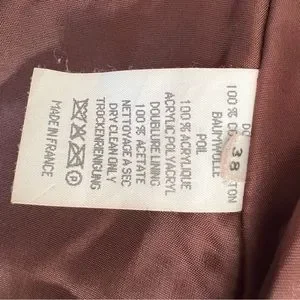 100 % CO TON
38
BAUMWOLLE
POIL
100 % ACRYLIQUE
ACRYLIC POLYACRYL
DOUBLURE LINING
100 % ACETATE
NETTOYAGE A SEC
DRY CLEAN ONLY
TROCKENREINIGUNG
MADE IN FRANCE